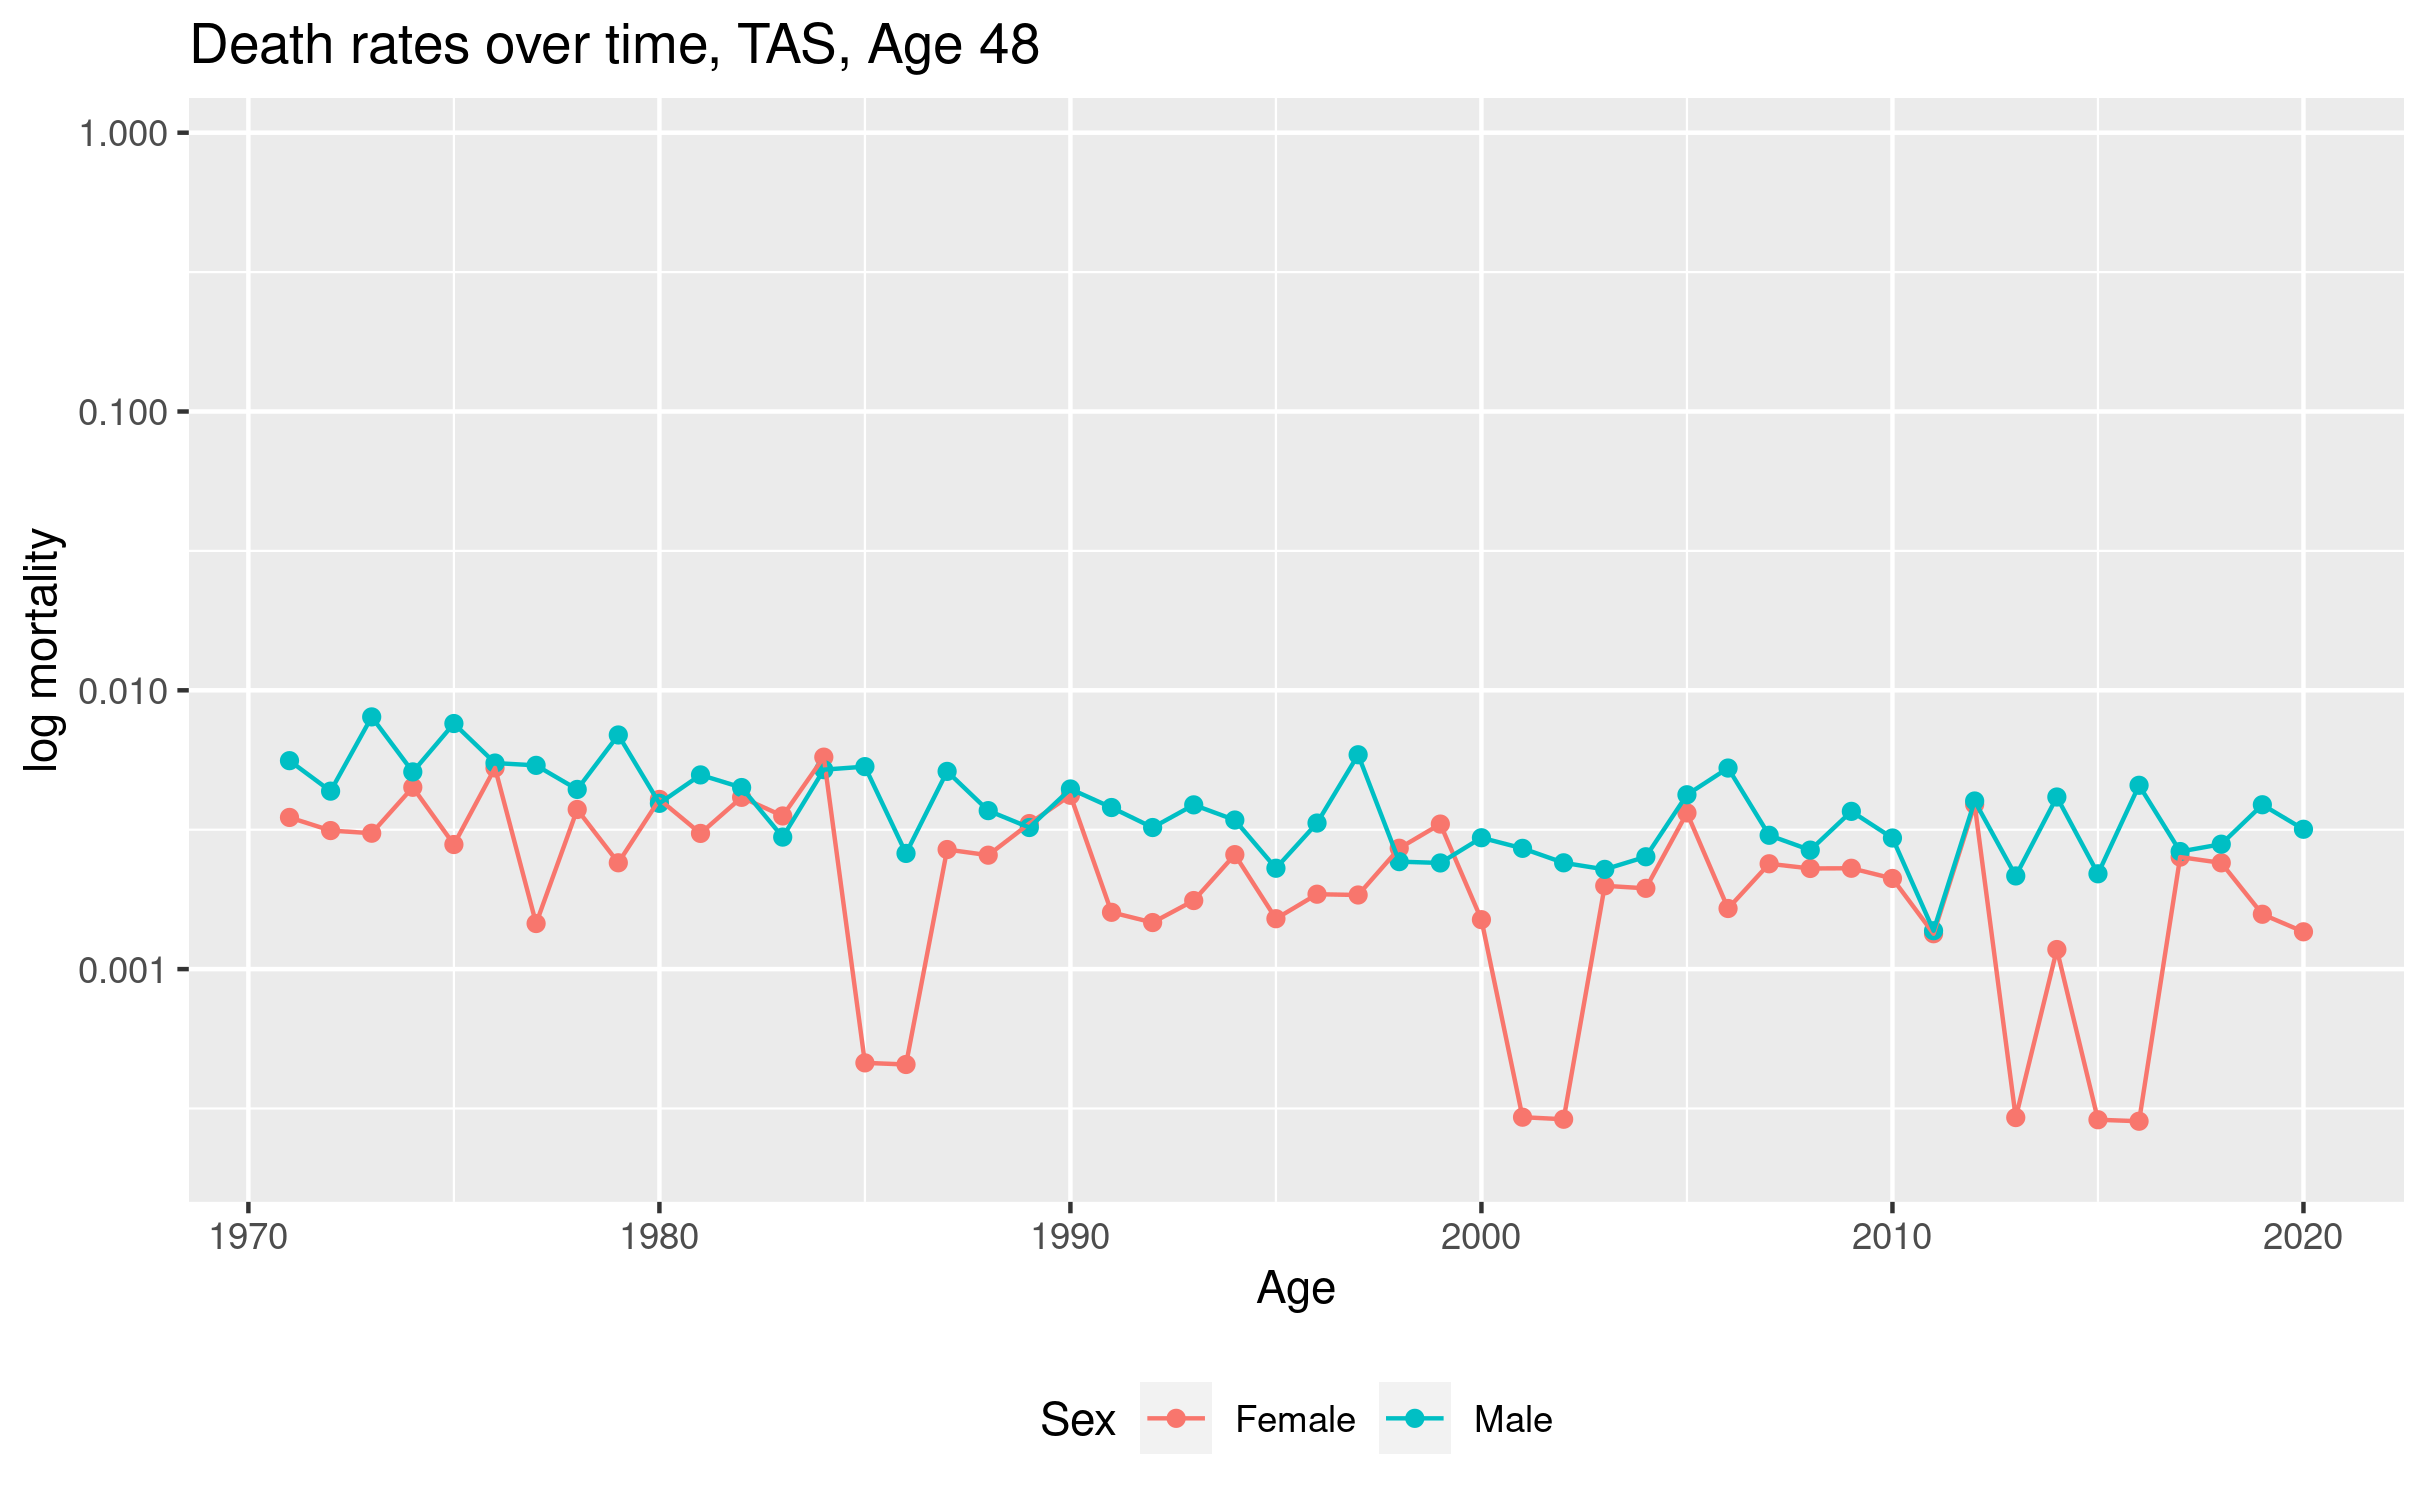 Death rates over time, TAS, Age 48
log mortality
1.000
0.100
0.010
0.001
1970 1980 1990 2000 2010 2020
Age
Sex Female Male